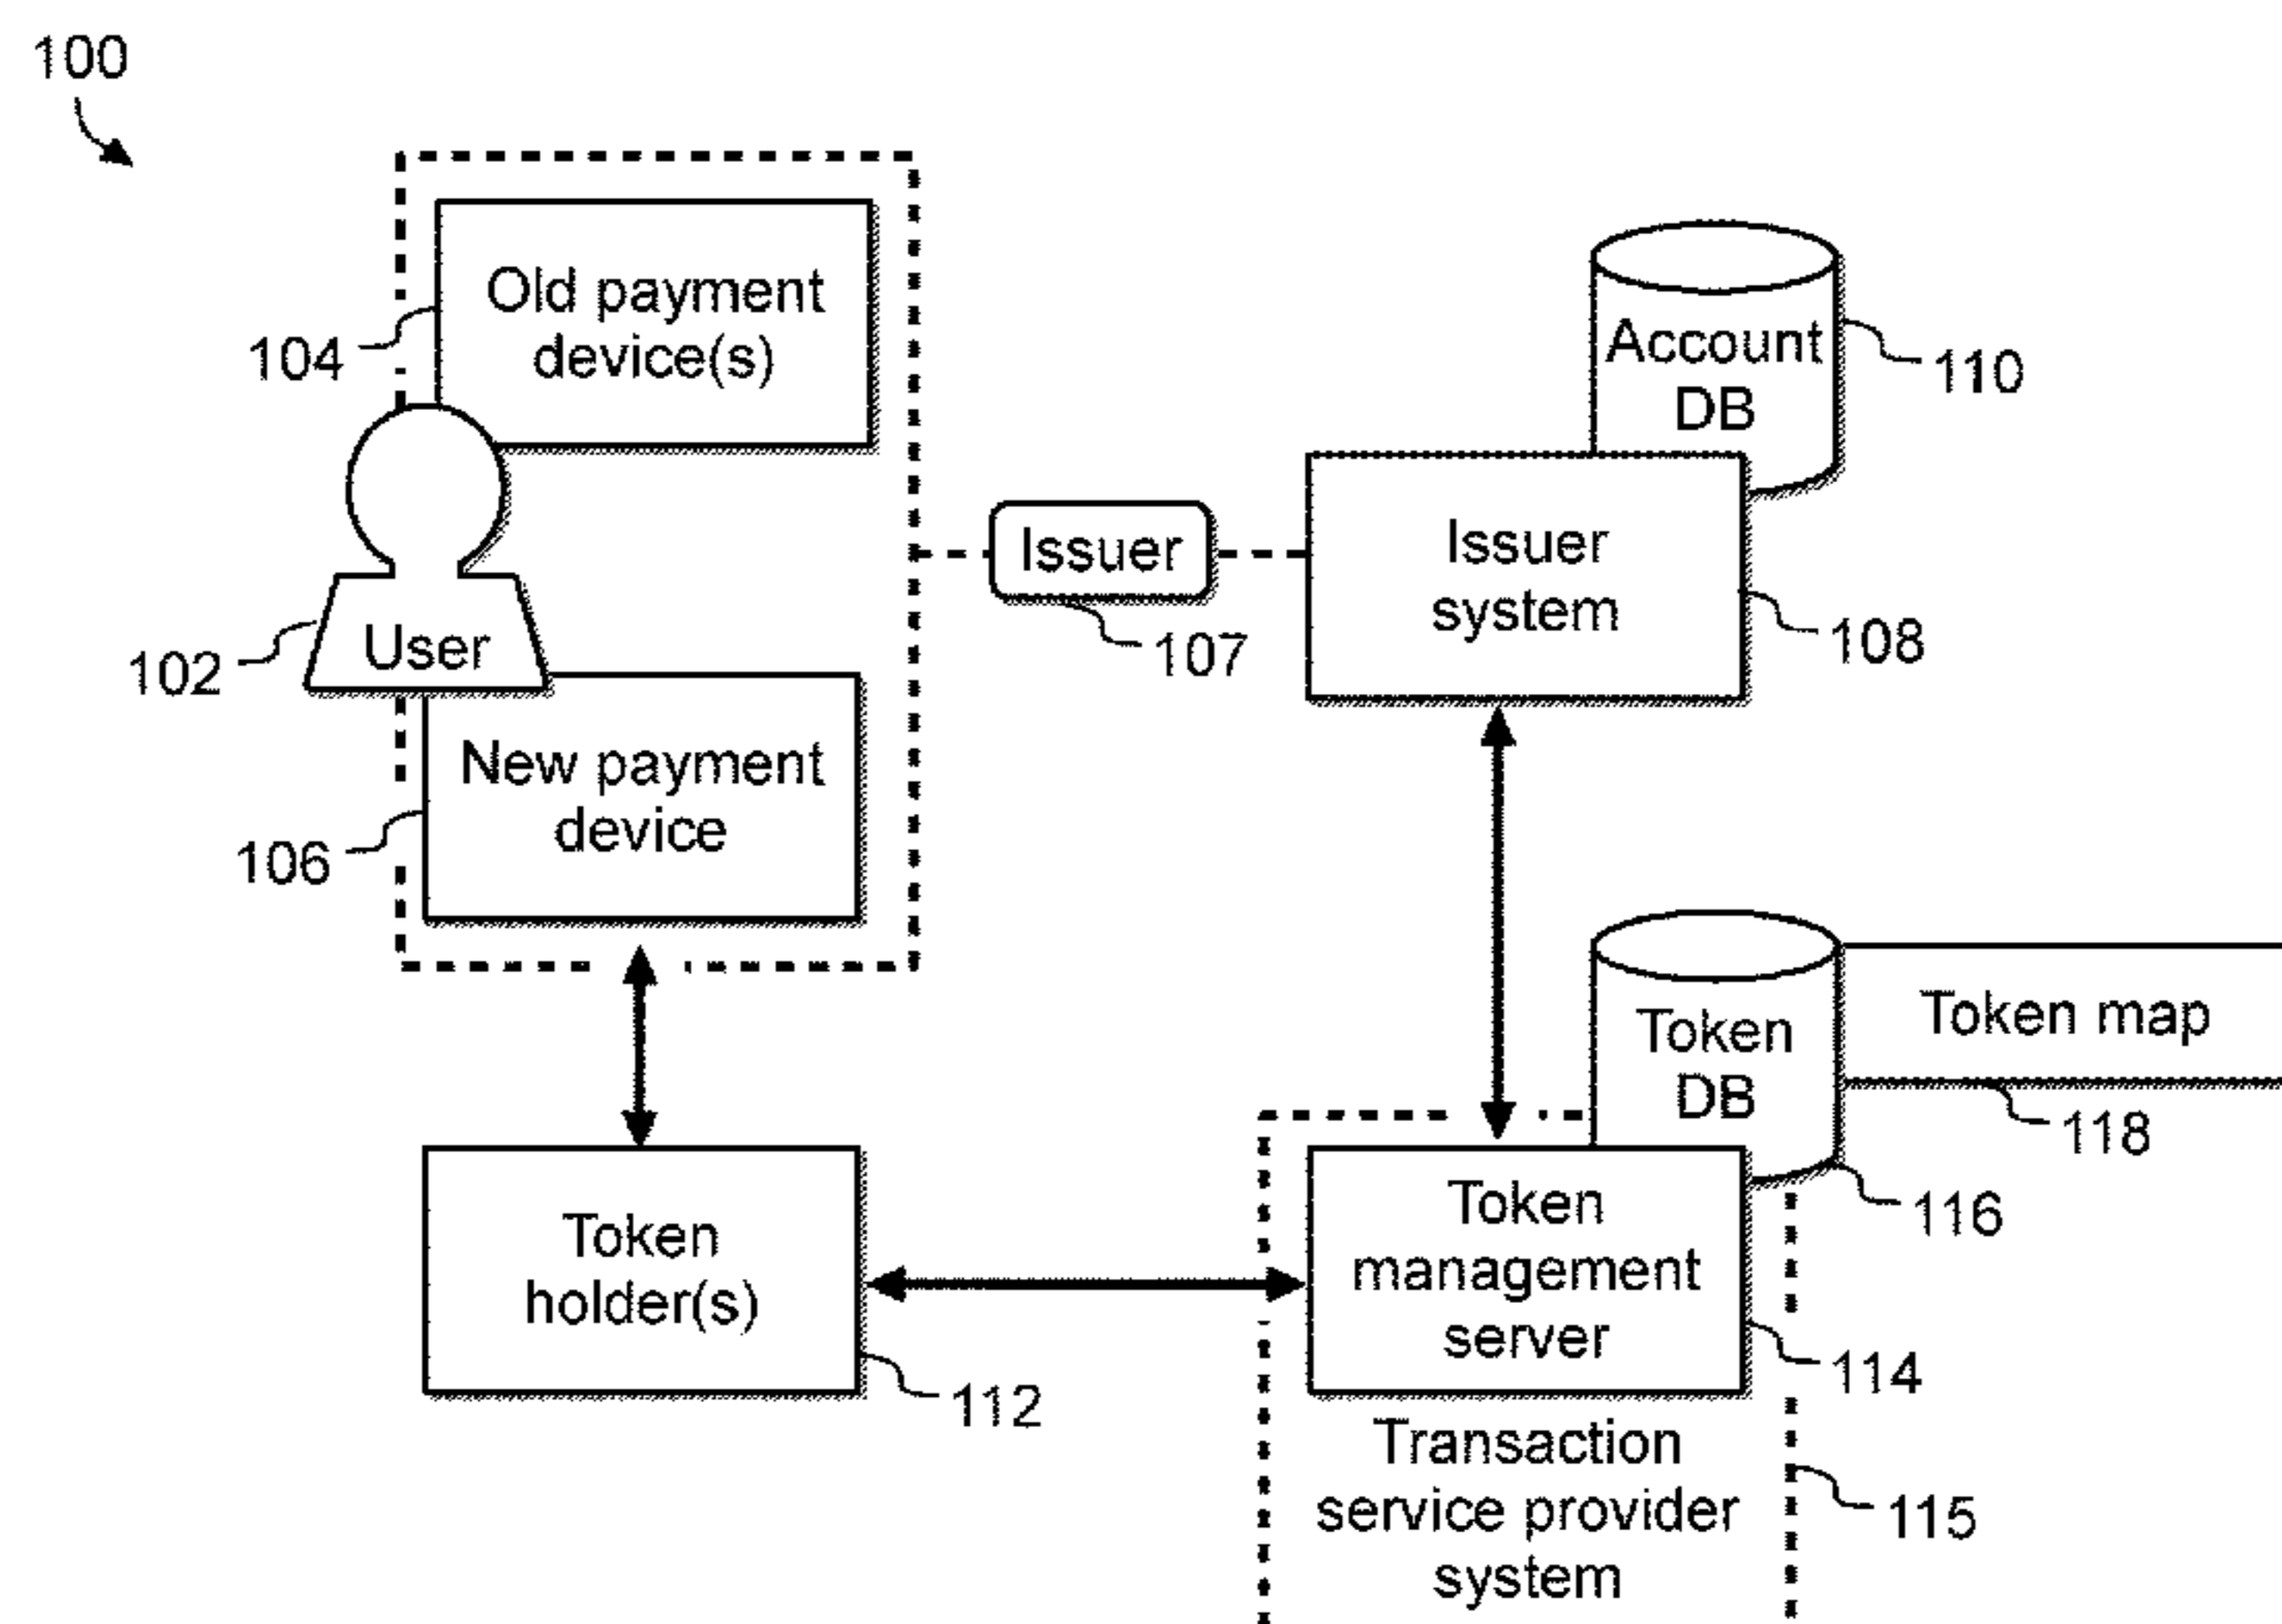 100
Old payment
device(s)
104
Account
DB
110
Issuer
107
Issuer
system
108
User
102
New payment
device
106
Token
DB
Token map
118
116
Token
holder(s)
112
Token
management
server
114
Transaction
service provider
system
115